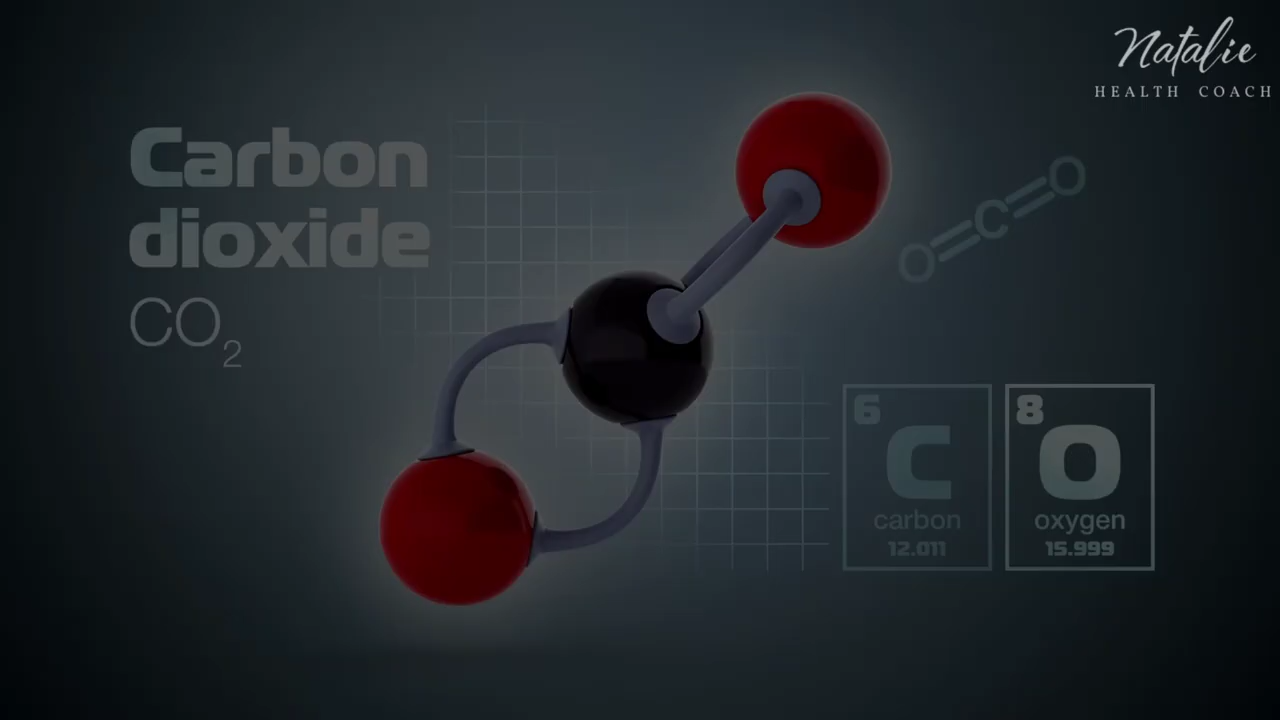 Natalie
HEALTH COACH
Carbon
dioxide
CO₂
O=C=O
6
C
carbon
12.011
8
O
oxygen
15.999